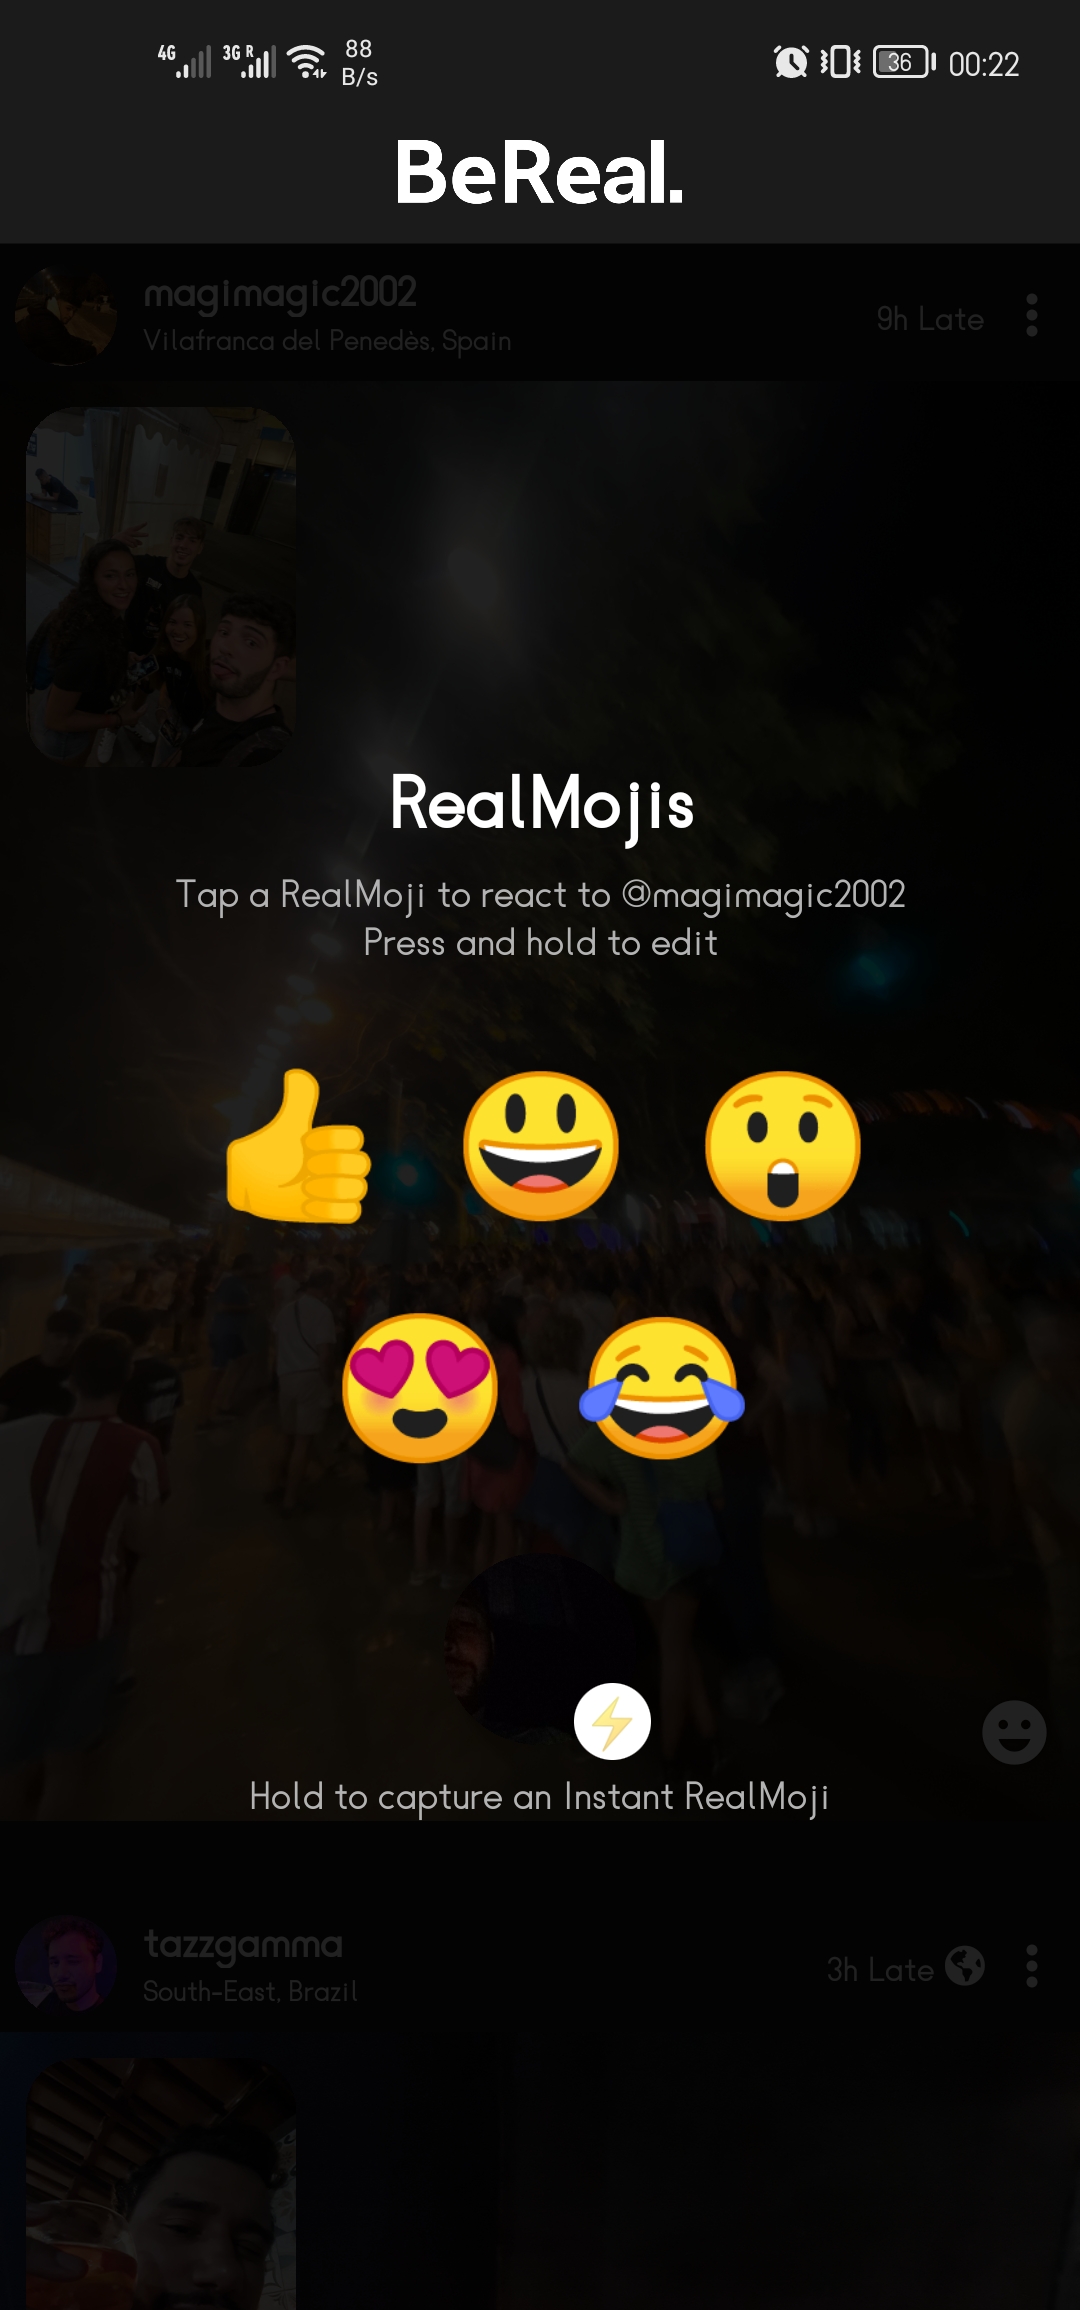 4G 3G R 88 B/s 36 00:22
BeReal.
magimagic2002
Vilafranca del Penedès, Spain
9h Late
RealMojis
Tap a RealMoji to react to @magimagic2002
Press and hold to edit
Hold to capture an Instant RealMoji
tazzgamma
South-East, Brazil
3h Late